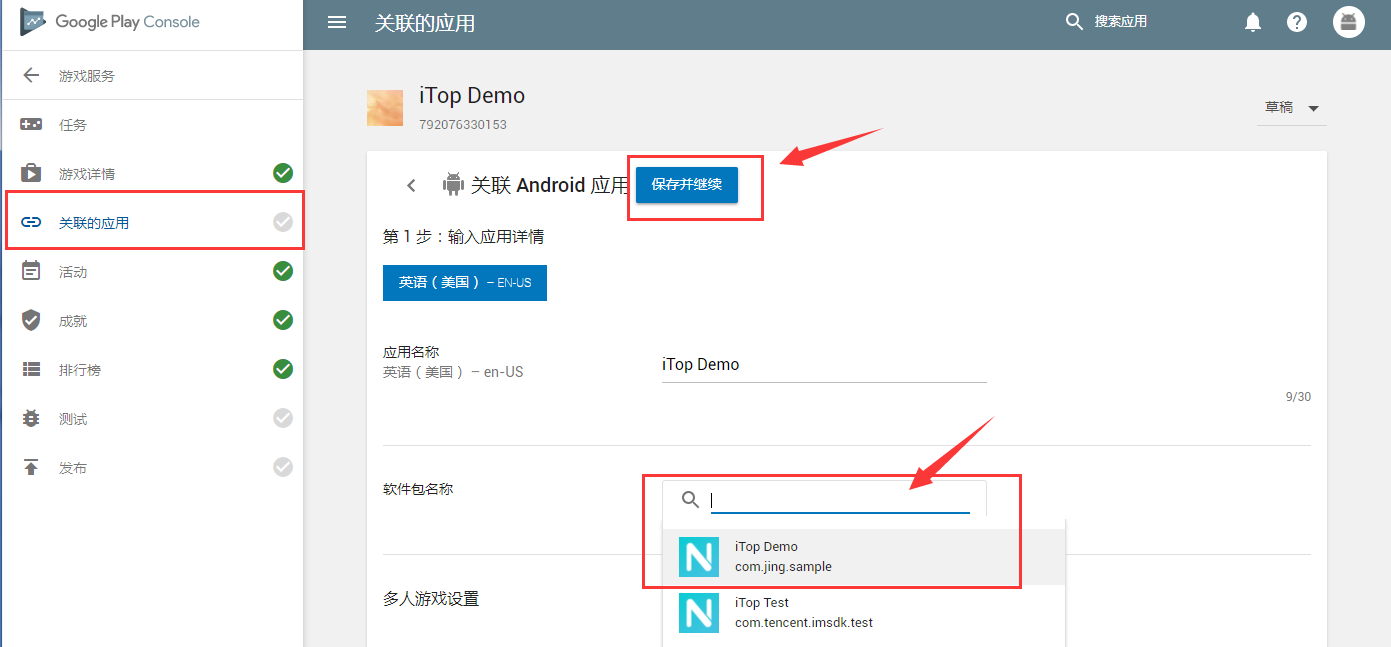 Google Play Console
关联的应用
搜索应用
游戏服务
任务
游戏详情
关联的应用
活动
成就
排行榜
测试
发布
iTop Demo
792076330153
草稿
关联 Android 应用
保存并继续
第 1 步：输入应用详情
英语（美国） – EN-US
应用名称
英语（美国） – en-US
iTop Demo
9/30
软件包名称
iTop Demo
com.jing.sample
iTop Test
com.tencent.imsdk.test
多人游戏设置